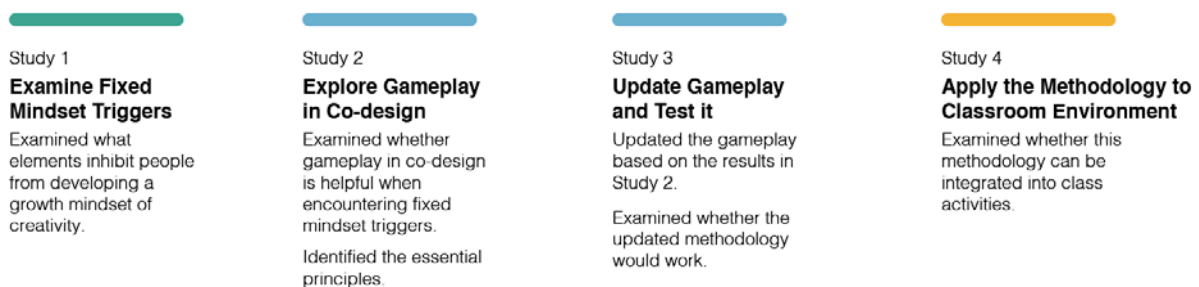 Study 1
Examine Fixed
Mindset Triggers
Examined what
elements inhibit people
from developing a
growth mindset of
creativity.
Study 2
Explore Gameplay
in Co-design
Examined whether
gameplay in co-design
is helpful when
encountering fixed
mindset triggers.
Identified the essential
principles.
Study 3
Update Gameplay
and Test it
Updated the gameplay
based on the results in
Study 2.
Examined whether the
updated methodology
would work.
Study 4
Apply the Methodology to
Classroom Environment
Examined whether this
methodology can be
integrated into class
activities.